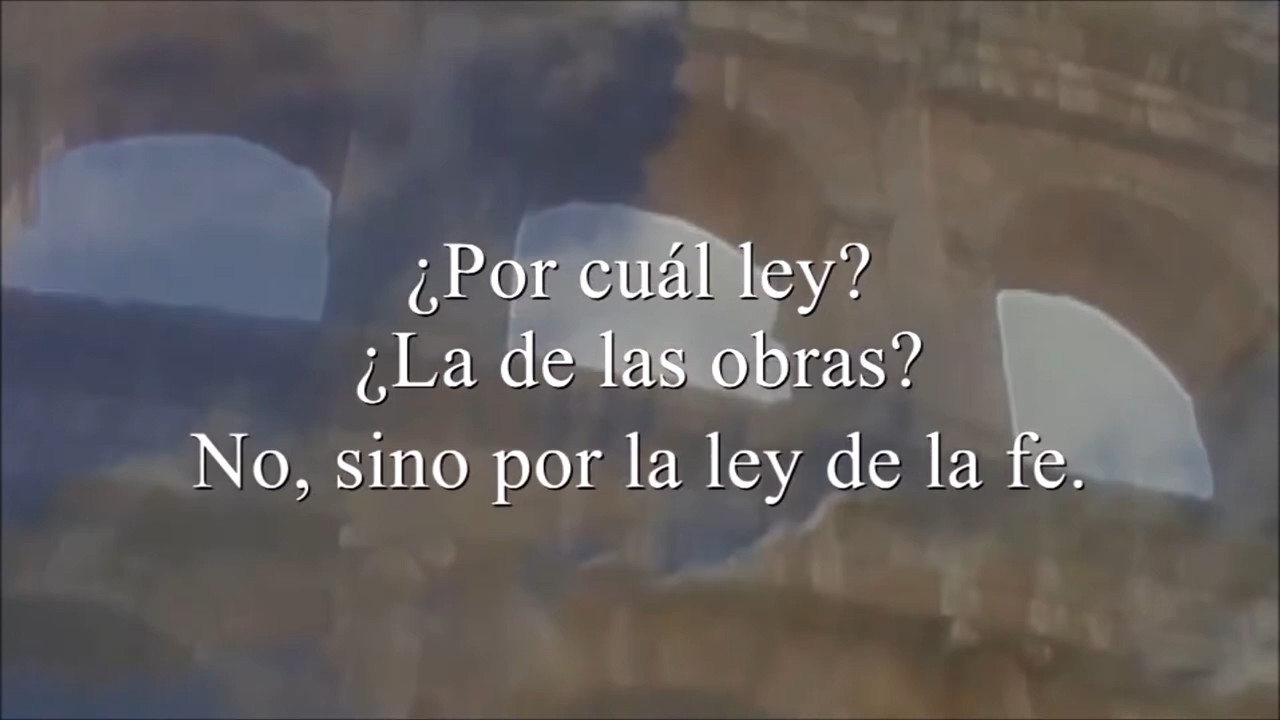 ¿Por cuál ley?
¿La de las obras?
No, sino por la ley de la fe.